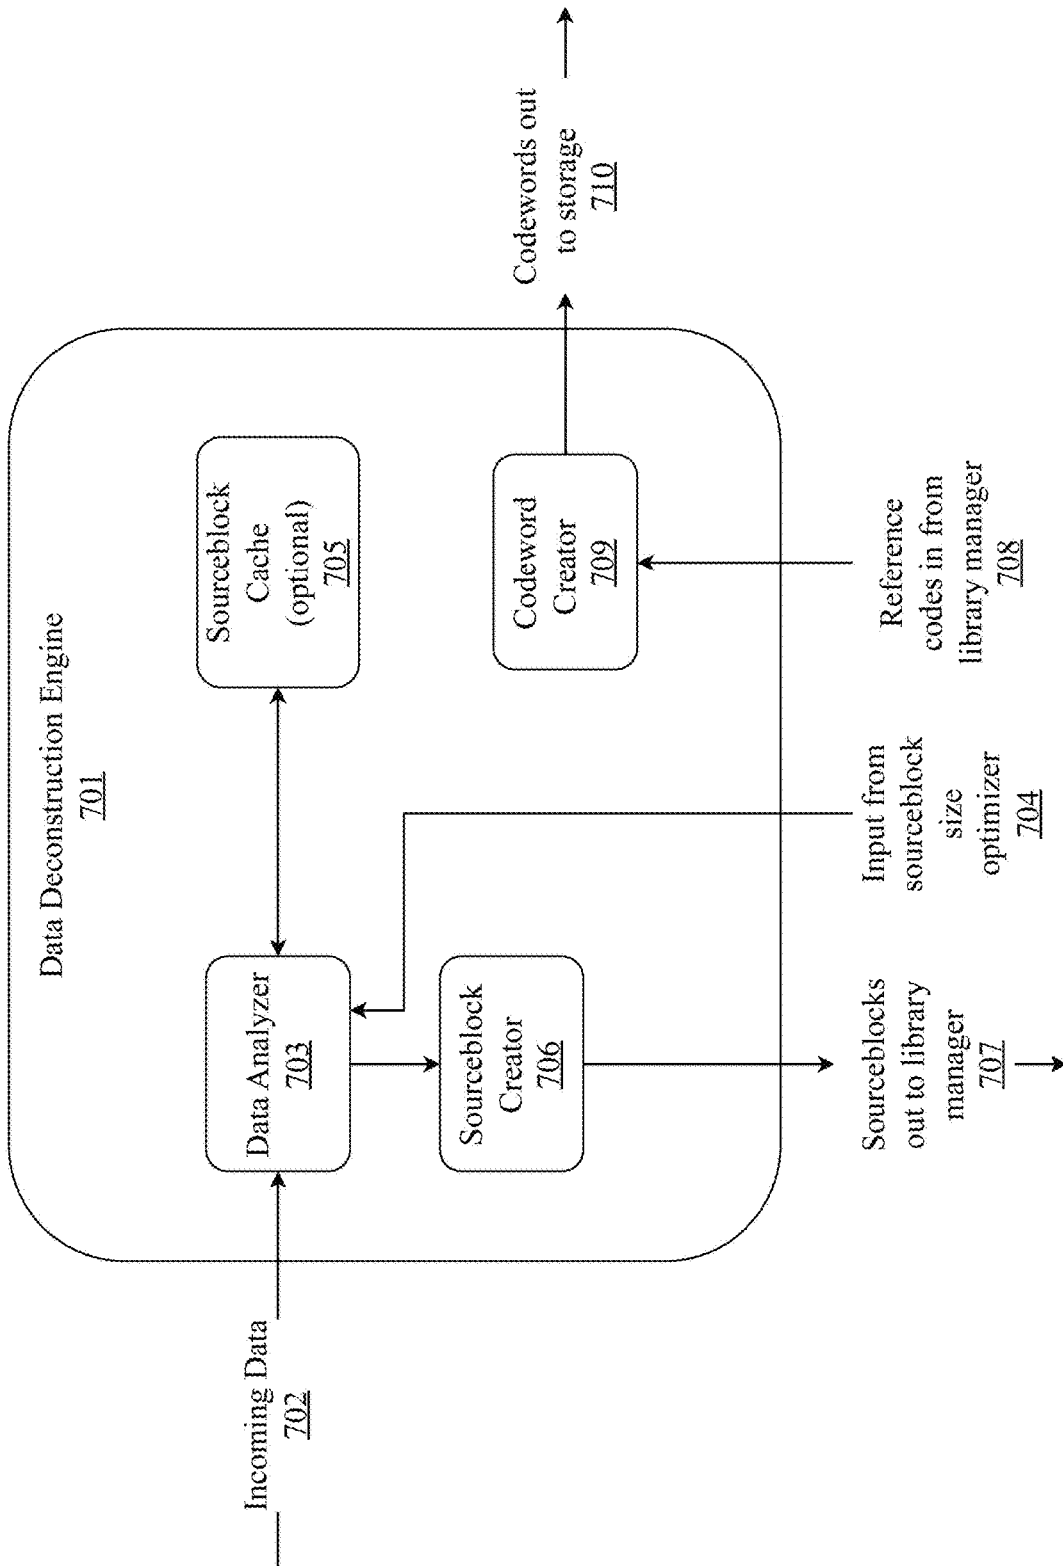 Data Deconstruction Engine
701
Incoming Data
702
Data Analyzer
703
Sourceblock
Cache
(optional)
705
Sourceblock
Creator
706
Codeword
Creator
709
Codewords out
to storage
710
Sourceblocks
out to library
manager
707
Input from
sourceblock
size
optimizer
704
Reference
codes in from
library manager
708